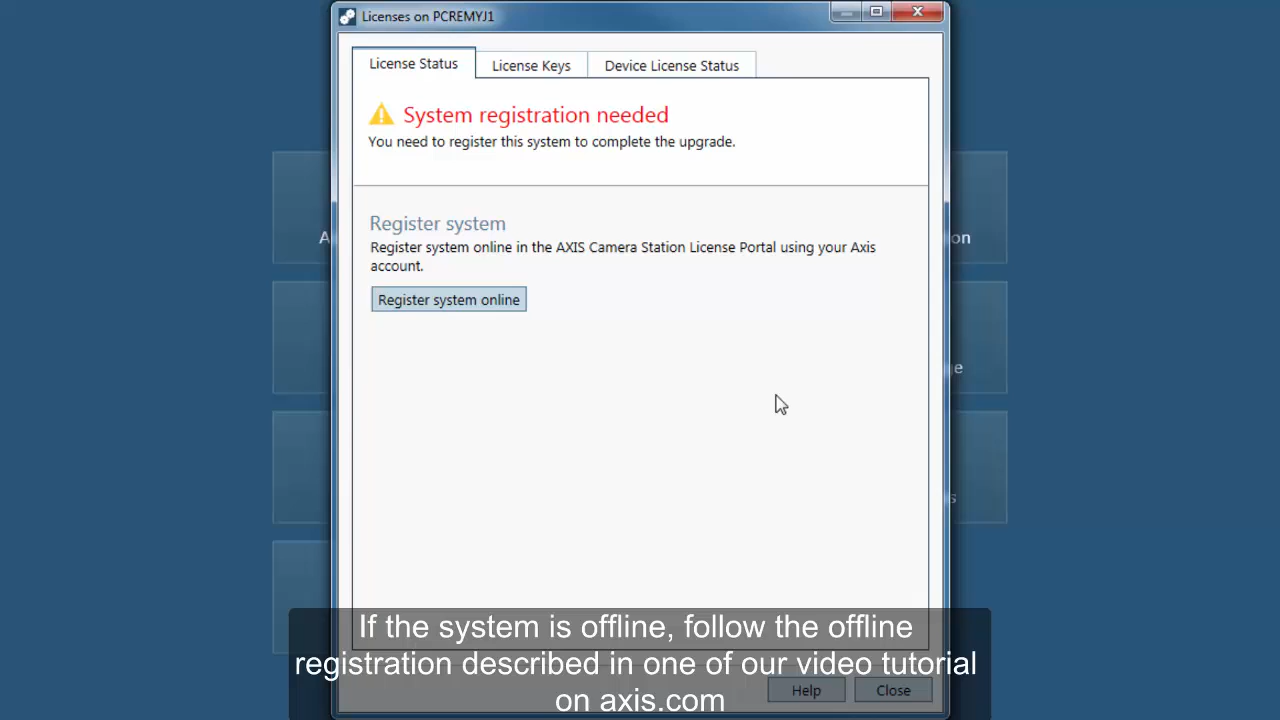 Licenses on PCREMYJ1
License Status
License Keys
Device License Status
System registration needed
You need to register this system to complete the upgrade.
Register system
Register system online in the AXIS Camera Station License Portal using your Axis
account.
Register system online
If the system is offline, follow the offline
registration described in one of our video tutorial
on axis.com
Help
Close